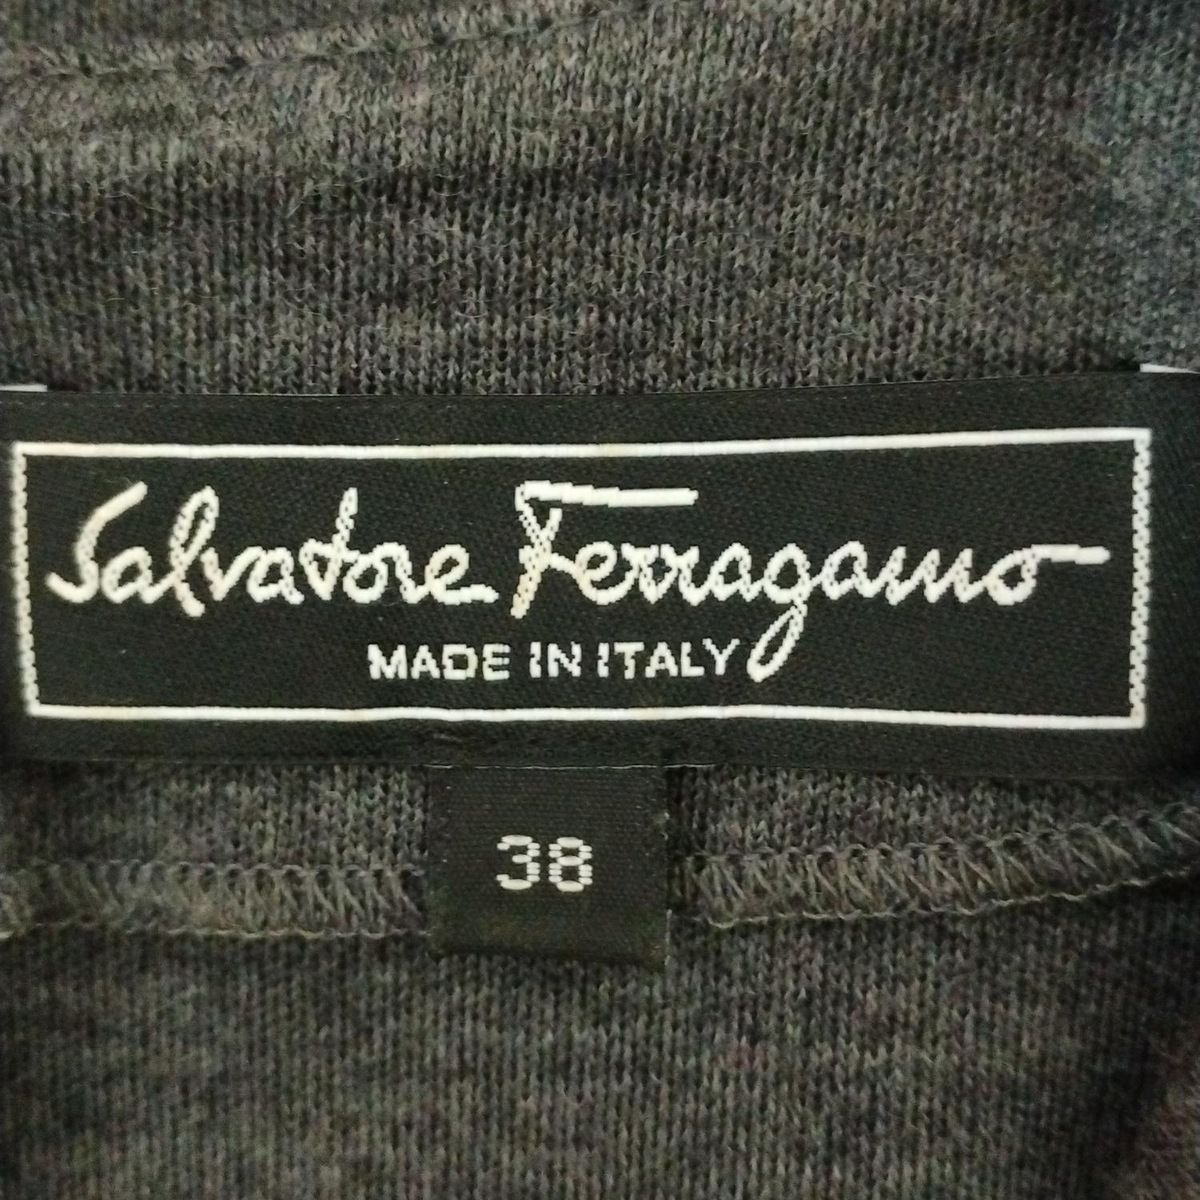 Salvatore Ferragamo
MADE IN ITALY
38